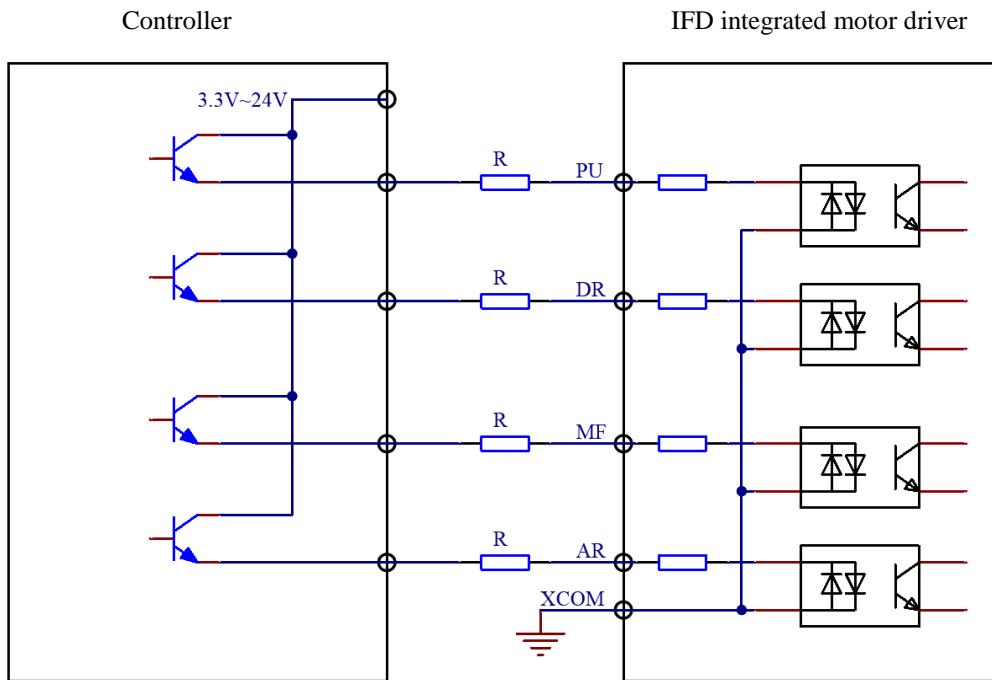 Controller
IFD integrated motor driver
3.3V~24V
R
PU
R
DR
R
MF
R
AR
XCOM